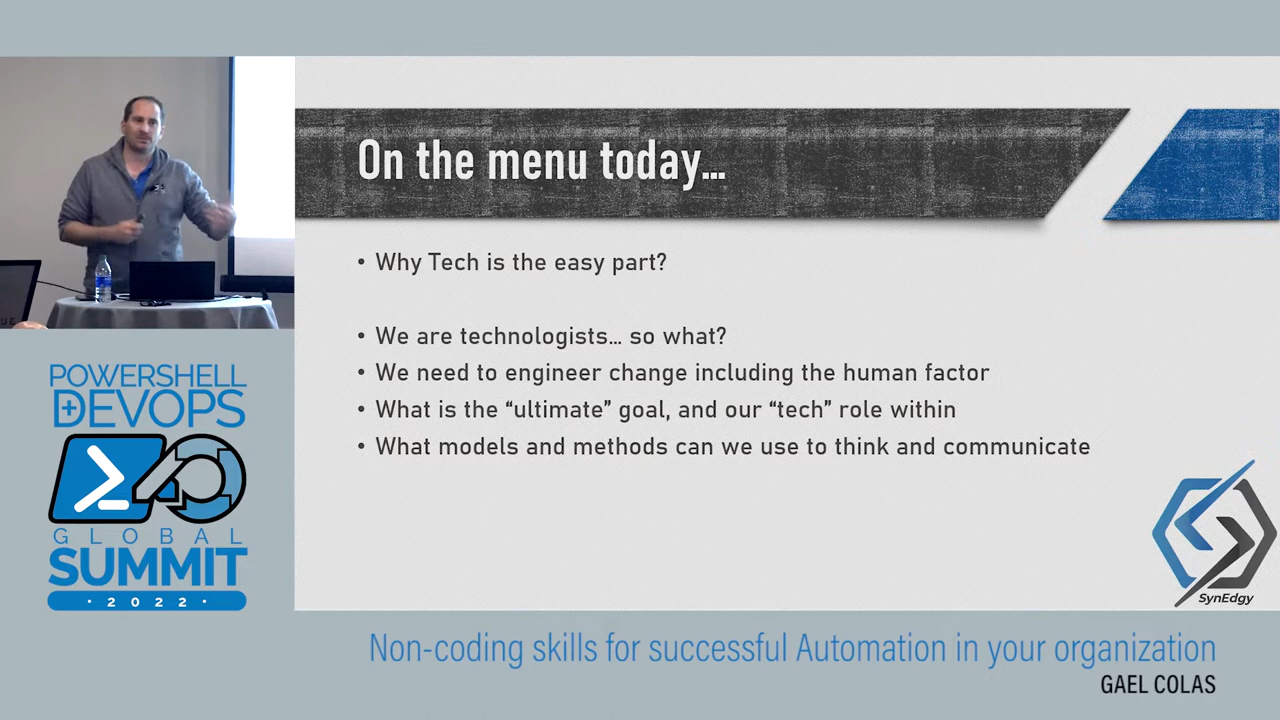 On the menu today...
• Why Tech is the easy part?
• We are technologists... so what?
• We need to engineer change including the human factor
• What is the “ultimate” goal, and our “tech” role within
• What models and methods can we use to think and communicate
SynEdgy
POWERSHELL
+DEVOPS
GLOBAL
SUMMIT
· 2022 ·
Non-coding skills for successful Automation in your organization
GAEL COLAS